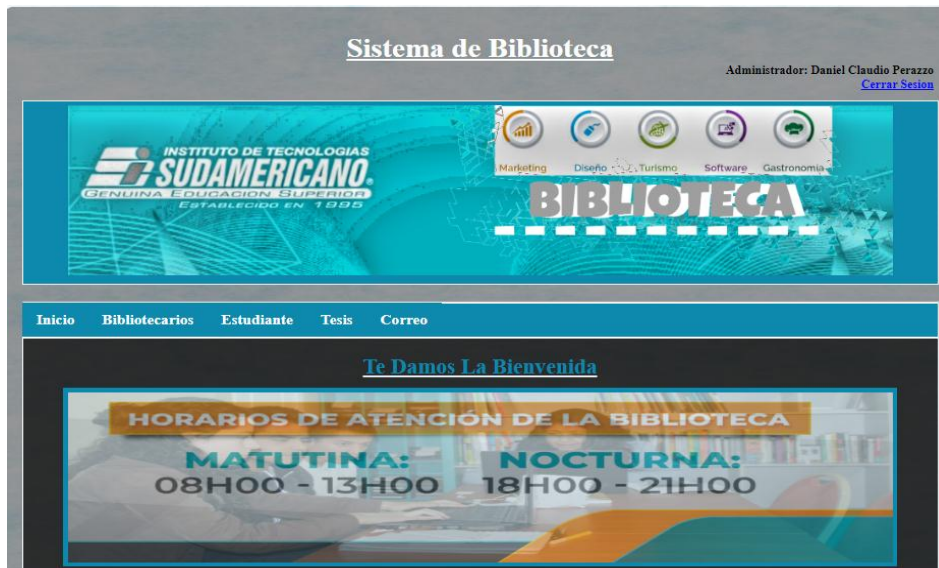 Sistema de Biblioteca
Administrador: Daniel Claudio Perazzo
Cerrar Sesion
INSTITUTO DE TECNOLOGIAS
SUDAMERICANO.
GENUINA EDUCACION SUPERIOR
ESTABLECIDO EN 1995
Marketing Diseño Turismo Software Gastronomia
BIBLIOTECA
Inicio Bibliotecarios Estudiante Tesis Correo
Te Damos La Bienvenida
HORARIOS DE ATENCIÓN DE LA BIBLIOTECA
MATUTINA: NOCTURNA:
08H00 - 13H00 18H00 - 21H00